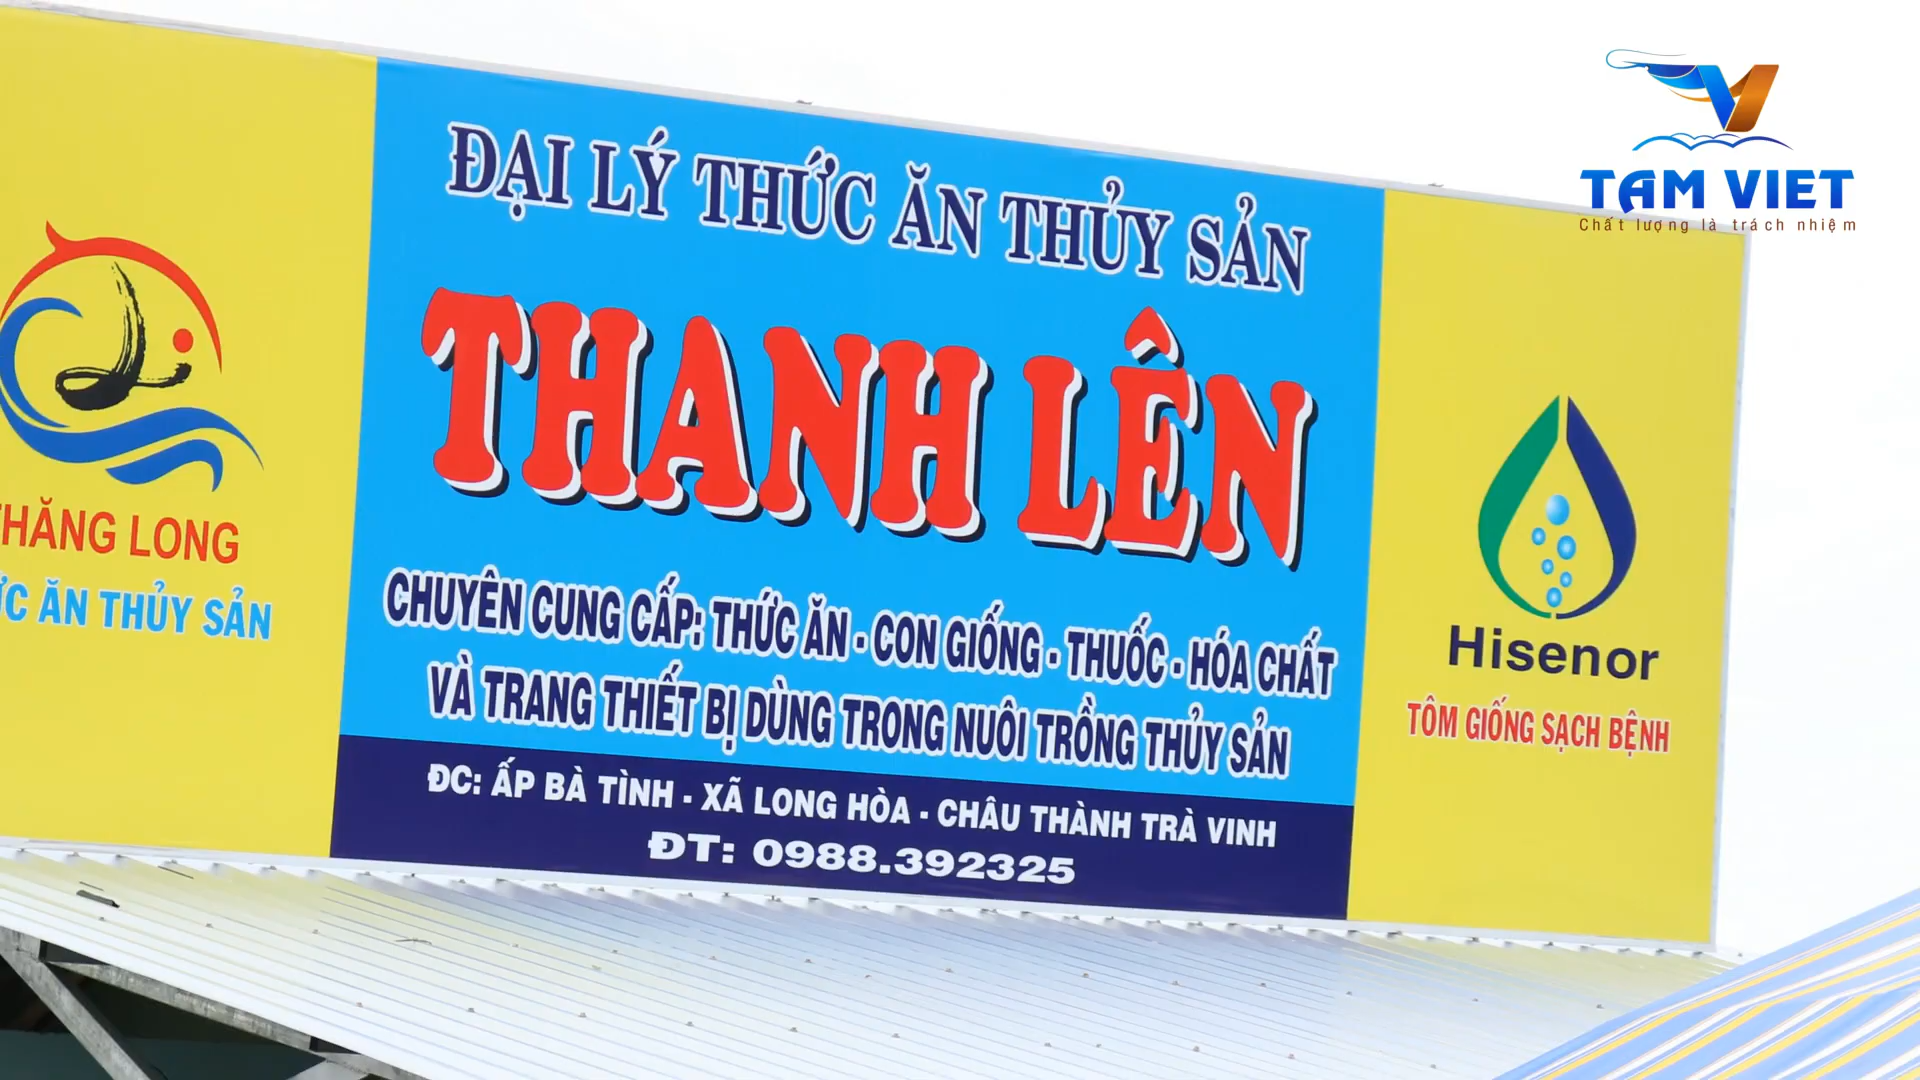 TAM VIET
Chất lượng là trách nhiệm
ĐẠI LÝ THỨC ĂN THỦY SẢN
THANH LÊN
CHUYÊN CUNG CẤP: THỨC ĂN - CON GIỐNG - THUỐC - HÓA CHẤT
VÀ TRANG THIẾT BỊ DÙNG TRONG NUÔI TRỒNG THỦY SẢN
ĐC: ẤP BÀ TÌNH - XÃ LONG HÒA - CHÂU THÀNH TRÀ VINH
ĐT: 0988.392325
HĂNG LONG
ỨC ĂN THỦY SẢN
Hisenor
TÔM GIỐNG SẠCH BỆNH